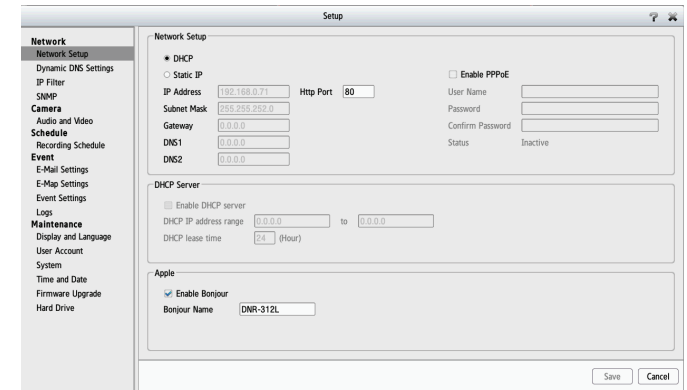 Setup
?
Network
Network Setup
Dynamic DNS Settings
IP Filter
SNMP
Camera
Audio and Video
Schedule
Recording Schedule
Event
E-Mail Settings
E-Map Settings
Event Settings
Logs
Maintenance
Display and Language
User Account
System
Time and Date
Firmware Upgrade
Hard Drive
Network Setup
DHCP
Static IP
Enable PPPoE
IP Address 192.168.0.71 Http Port 80 User Name
Subnet Mask 255.255.252.0 Password
Gateway 0.0.0.0 Confirm Password
DNS1 0.0.0.0 Status Inactive
DNS2 0.0.0.0
DHCP Server
Enable DHCP server
DHCP IP address range 0.0.0.0 to 0.0.0.0
DHCP lease time 24 (Hour)
Apple
Enable Bonjour
Bonjour Name DNR-312L
Save Cancel